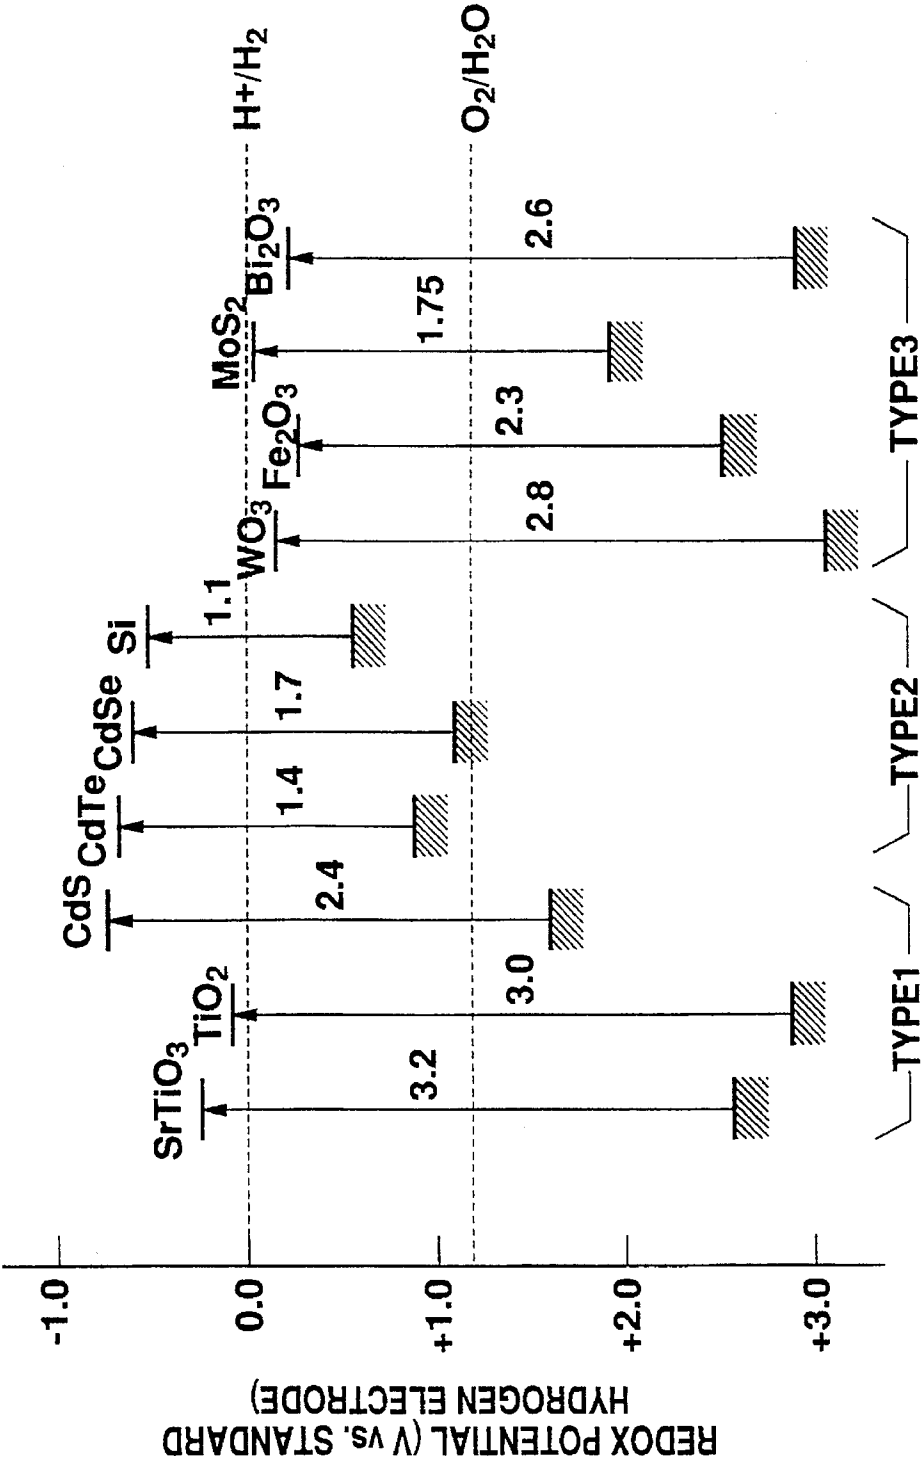 REDOX POTENTIAL (V vs. STANDARD
HYDROGEN ELECTRODE)
-1.0
0.0
+1.0
+2.0
+3.0
H+/H2
O2/H2O
SrTiO3
3.2
TiO2
3.0
CdS
2.4
CdTe
1.4
CdSe
1.7
Si
1.1
WO3
2.8
Fe2O3
2.3
MoS2
1.75
Bi2O3
2.6
TYPE1
TYPE2
TYPE3